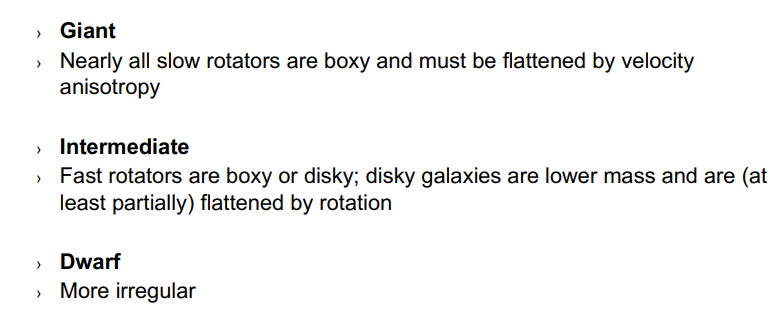 › Giant
› Nearly all slow rotators are boxy and must be flattened by velocity
anisotropy
› Intermediate
› Fast rotators are boxy or disky; disky galaxies are lower mass and are (at
least partially) flattened by rotation
› Dwarf
› More irregular